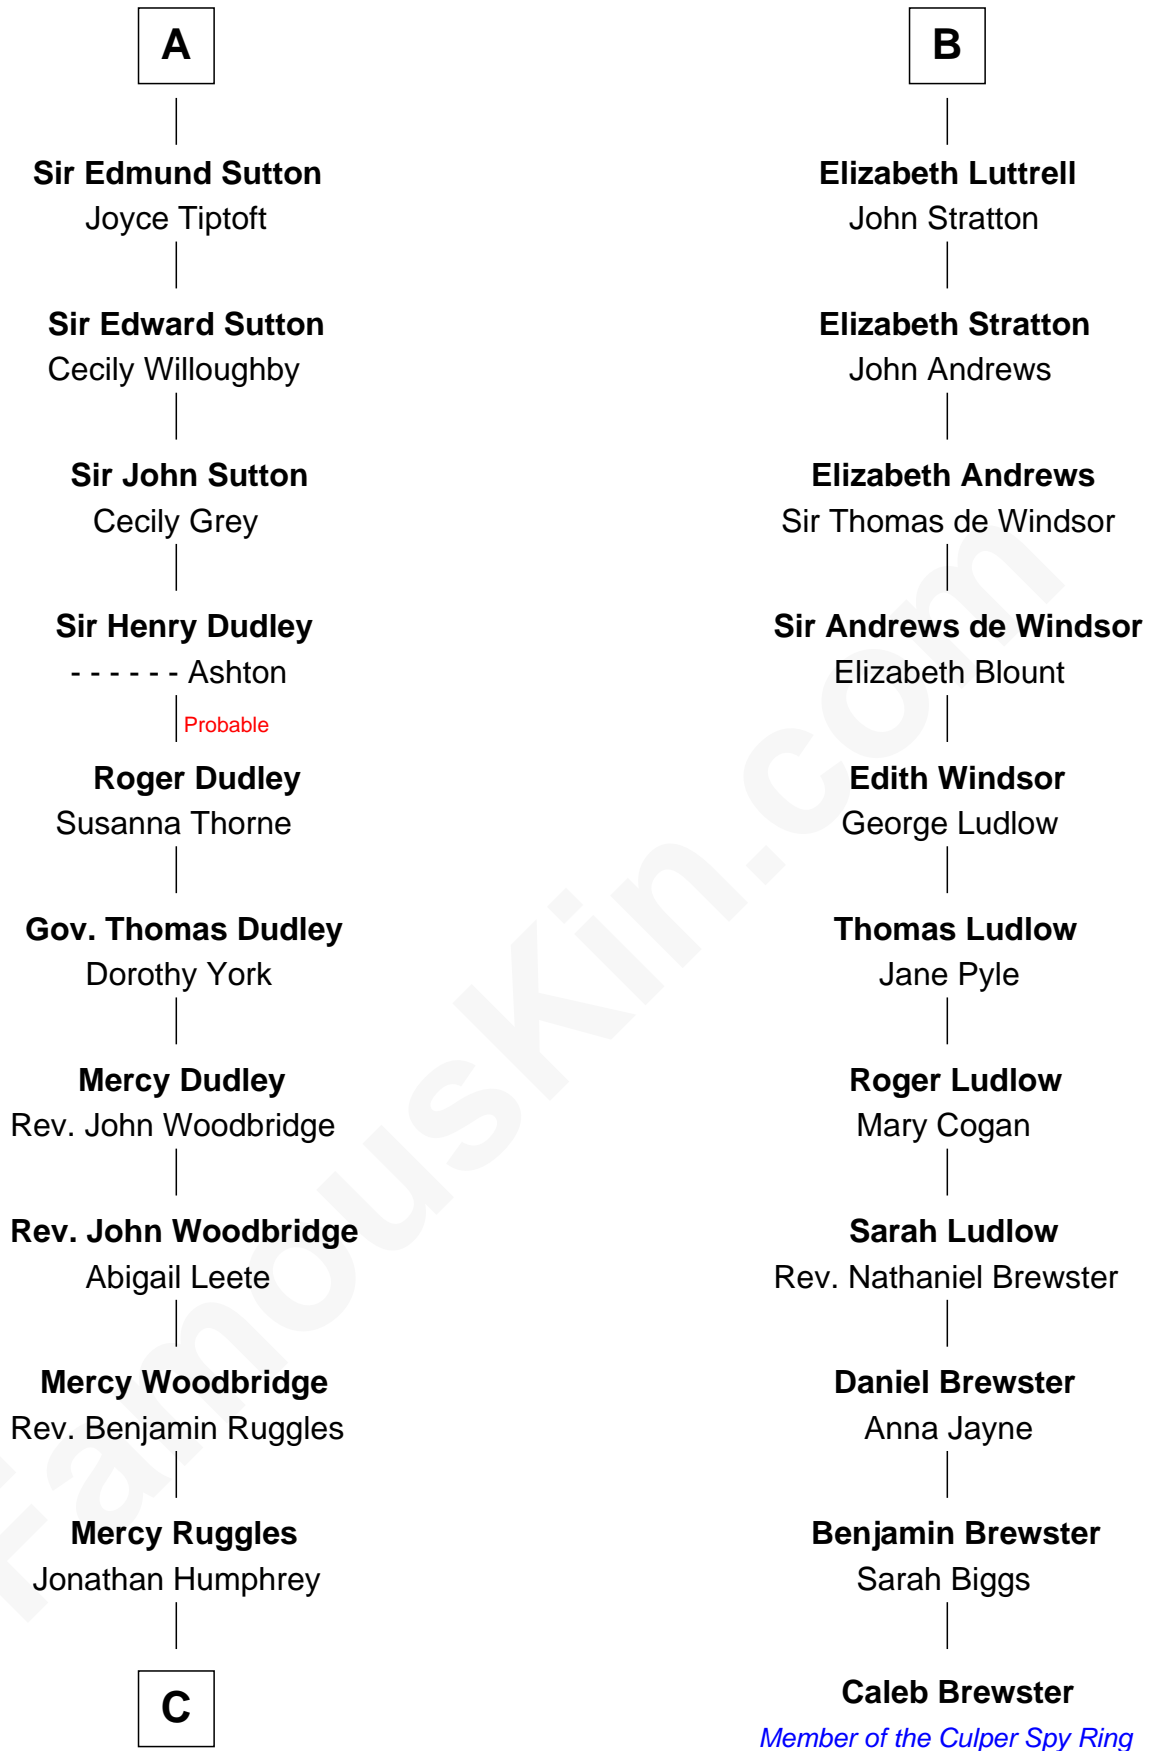 A
Sir Edmund Sutton
Joyce Tiptoft
Sir Edward Sutton
Cecily Willoughby
Sir John Sutton
Cecily Grey
Sir Henry Dudley
- - - - - - Ashton
Probable
Roger Dudley
Susanna Thorne
Gov. Thomas Dudley
Dorothy York
Mercy Dudley
Rev. John Woodbridge
Rev. John Woodbridge
Abigail Leete
Mercy Woodbridge
Rev. Benjamin Ruggles
Mercy Ruggles
Jonathan Humphrey
C
B
Elizabeth Luttrell
John Stratton
Elizabeth Stratton
John Andrews
Elizabeth Andrews
Sir Thomas de Windsor
Sir Andrews de Windsor
Elizabeth Blount
Edith Windsor
George Ludlow
Thomas Ludlow
Jane Pyle
Roger Ludlow
Mary Cogan
Sarah Ludlow
Rev. Nathaniel Brewster
Daniel Brewster
Anna Jayne
Benjamin Brewster
Sarah Biggs
Caleb Brewster
Member of the Culper Spy Ring
FamousKin.com